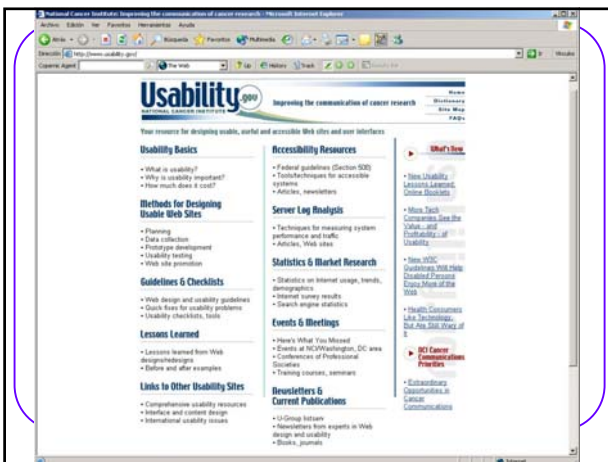 National Cancer Institute: Improving the communication of cancer research - Microsoft Internet Explorer
Archivo Edición Ver Favoritos Herramientas Ayuda
Atrás Búsqueda Favoritos Multimedia
Dirección http://www.usability.gov/ Ir Vínculos
Copernic Agent The Web Up History Track
Usability.gov
NATIONAL CANCER INSTITUTE
Improving the communication of cancer research
Home
Dictionary
Site Map
FAQs
Your resource for designing usable, useful and accessible Web sites and user interfaces
Usability Basics
• What is usability?
• Why is usability important?
• How much does it cost?
Methods for Designing
Usable Web Sites
• Planning
• Data collection
• Prototype development
• Usability testing
• Web site promotion
Guidelines & Checklists
• Web design and usability guidelines
• Quick fixes for usability problems
• Usability checklists, tools
Lessons Learned
• Lessons learned from Web
designs/redesigns
• Before and after examples
Links to Other Usability Sites
• Comprehensive usability resources
• Interface and content design
• International usability issues
Accessibility Resources
• Federal guidelines (Section 508)
• Tools/techniques for accessible
systems
• Articles, newsletters
Server Log Analysis
• Techniques for measuring system
performance and traffic
• Articles, Web sites
Statistics & Market Research
• Statistics on Internet usage, trends,
demographics
• Internet survey results
• Search engine statistics
Events & Meetings
• Here's What You Missed
• Events at NCI/Washington, DC area
• Conferences of Professional
Societies
• Training courses, seminars
Newsletters &
Current Publications
• U-Group listserv
• Newsletters from experts in Web
design and usability
• Books, journals
What's New
• New Usability
Lessons Learned:
Online Booklets
• More Tech
Companies See the
Value - and
Profitability - of
Usability
• New W3C
Guidelines Will Help
Disabled Persons
Enjoy More of the
Web
• Health Consumers
Like Technology,
But Are Still Wary of
it
NCI Cancer
Communications
Priorities
• Extraordinary
Opportunities in
Cancer
Communications
Internet